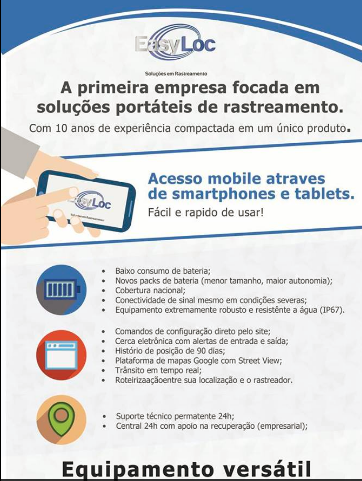 EasyLoc
Soluções em Rastreamento
A primeira empresa focada em
soluções portáteis de rastreamento.
Com 10 anos de experiência compactada em um único produto.
EasyLoc
Acesso mobile atraves
de smartphones e tablets.
Fácil e rapido de usar!
• Baixo consumo de bateria;
• Novos packs de bateria (menor tamanho, maior autonomia);
• Cobertura nacional;
• Conectividade de sinal mesmo em condições severas;
• Equipamento extremamente robusto e resistênte a água (IP67).
• Comandos de configuração direto pelo site;
• Cerca eletrônica com alertas de entrada e saída;
• Histório de posição de 90 dias;
• Plataforma de mapas Google com Street View;
• Trânsito em tempo real;
• Roteirizaçãoentre sua localização e o rastreador.
• Suporte técnico permatente 24h;
• Central 24h com apoio na recuperação (empresarial);
Equipamento versátil